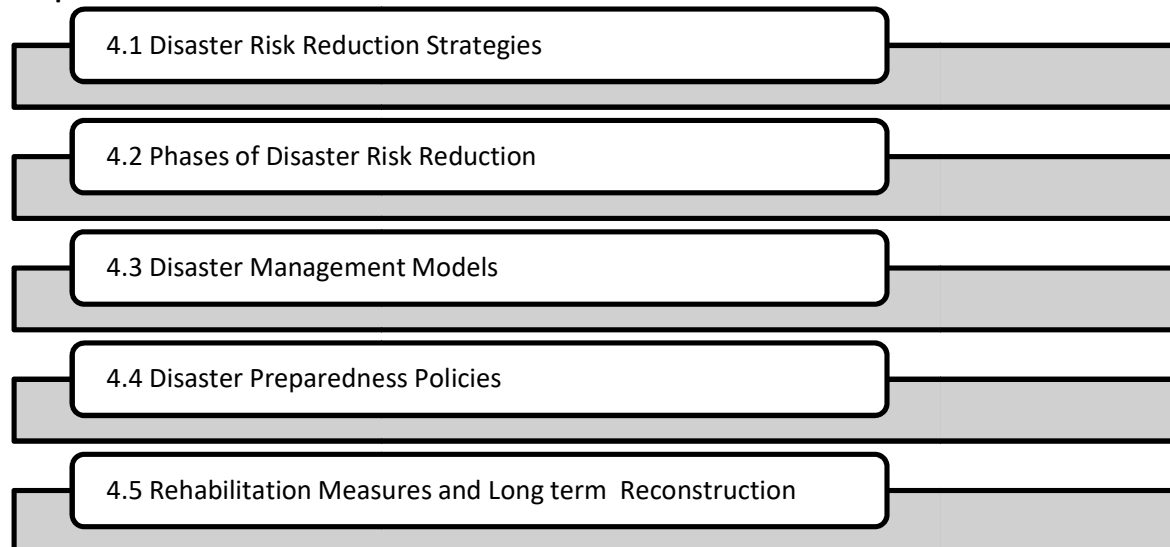 4.1 Disaster Risk Reduction Strategies
4.2 Phases of Disaster Risk Reduction
4.3 Disaster Management Models
4.4 Disaster Preparedness Policies
4.5 Rehabilitation Measures and Long term  Reconstruction